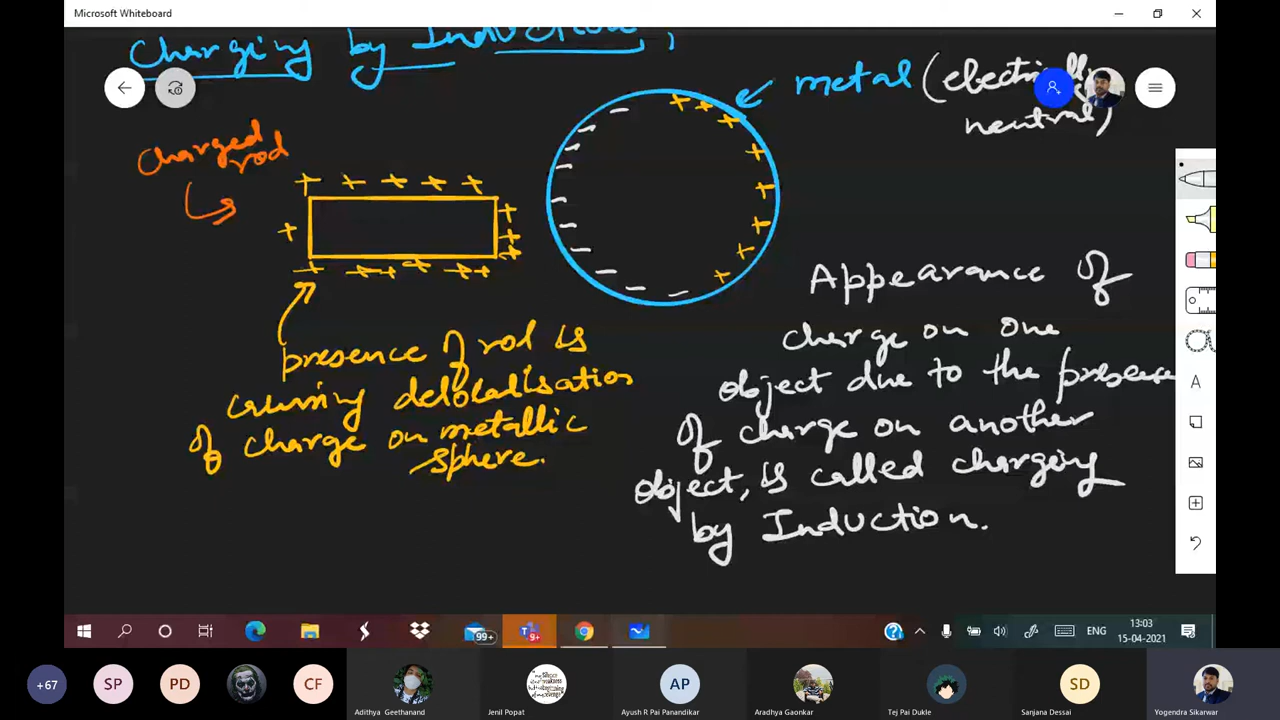 Microsoft Whiteboard
Charging by Induction,
metal (electrically
neutral)
Charged
rod
+ + + + +
+ + + +
+ ++ + ++
- - - - - - - - - - -
+ + + + + + + +
presence of rod is
causing delocalisation
of charge on metallic
sphere.
Appearance of
charge on one
object due to the presence
of charge on another
object, is called charging
by Induction.
A
99+
9+
ENG
13:03
15-04-2021
+67
SP
PD
CF
AP
SD
Adithya Geethanand
Jenil Popat
Ayush R Pai Panandikar
Aradhya Gaonkar
Tej Pai Dukle
Sanjana Dessai
Yogendra Sikarwar